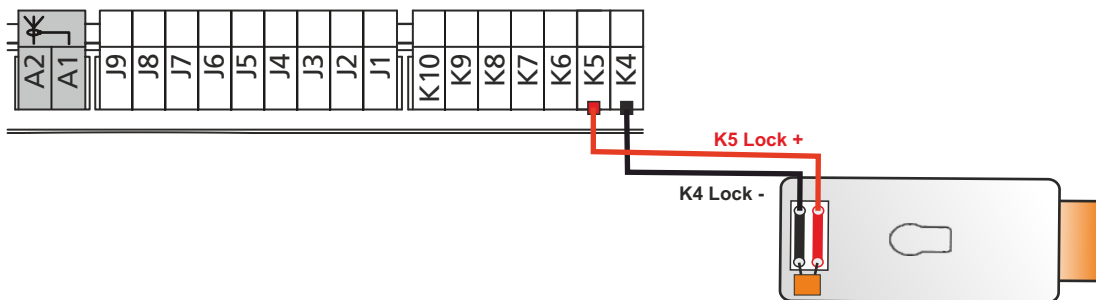 A2 A1 J9 J8 J7 J6 J5 J4 J3 J2 J1 K10 K9 K8 K7 K6 K5 K4
K5 Lock +
K4 Lock -